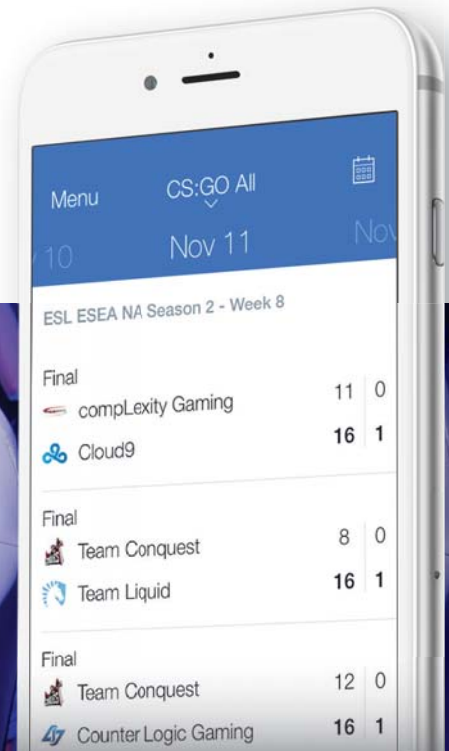 Menu CS:GO All
10 Nov 11 Nov
ESL ESEA NA Season 2 - Week 8
Final
compLexity Gaming 11 0
Cloud9 16 1
Final
Team Conquest 8 0
Team Liquid 16 1
Final
Team Conquest 12 0
Counter Logic Gaming 16 1